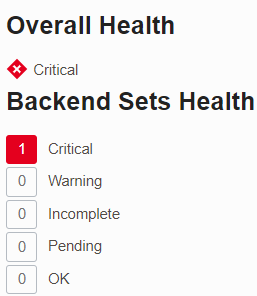 Overall Health
Critical
Backend Sets Health
1 Critical
0 Warning
0 Incomplete
0 Pending
0 OK